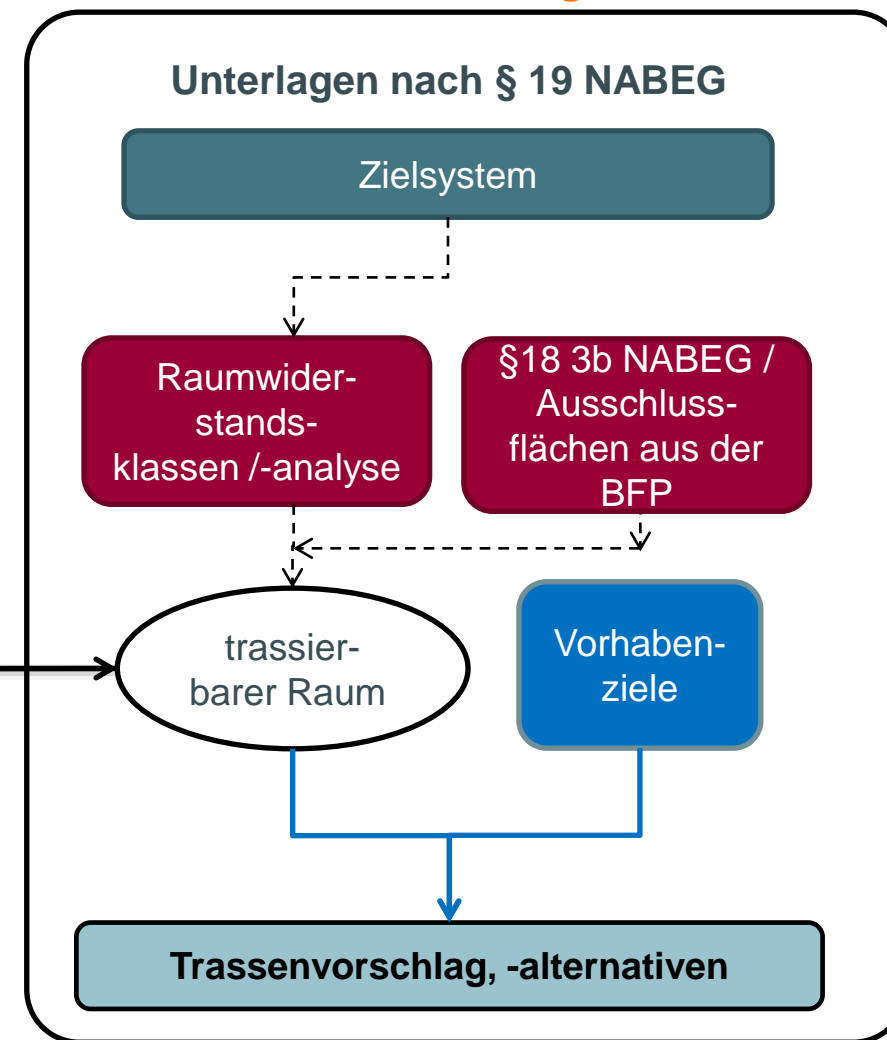 Unterlagen nach § 19 NABEG
Zielsystem
Raumwider-
stands-
klassen /-analyse
§18 3b NABEG /
Ausschluss-
flächen aus der
BFP
trassier-
barer Raum
Vorhaben-
ziele
Trassenvorschlag, -alternativen